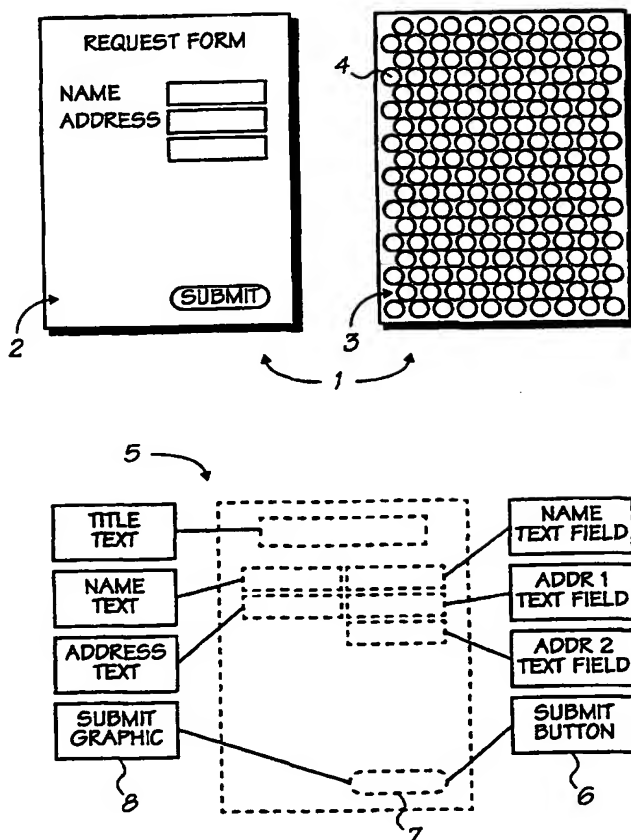 REQUEST FORM
NAME
ADDRESS
SUBMIT
2
4
3
1
5
TITLE
TEXT
NAME
TEXT
ADDRESS
TEXT
SUBMIT
GRAPHIC
8
NAME
TEXT FIELD
ADDR 1
TEXT FIELD
ADDR 2
TEXT FIELD
SUBMIT
BUTTON
6
7